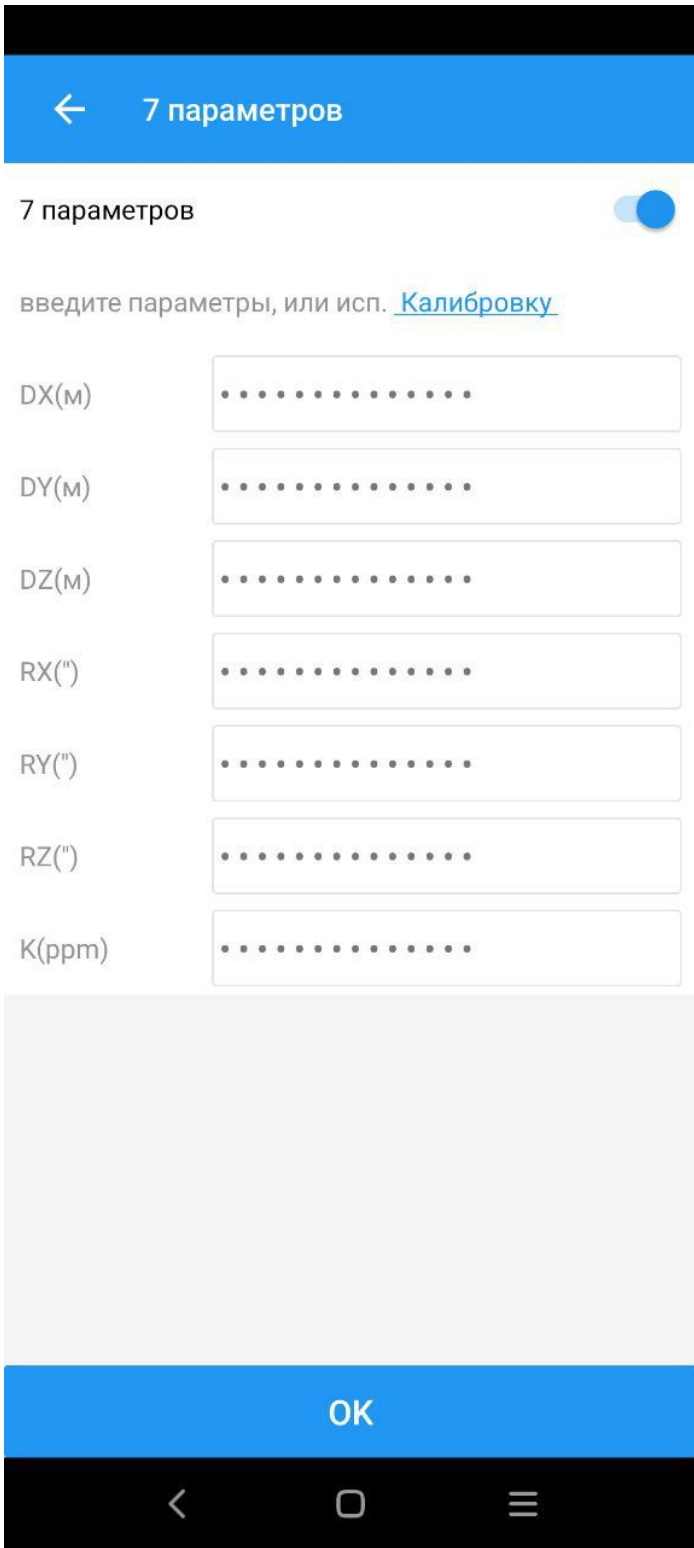 7 параметров
7 параметров
введите параметры, или исп. Калибровку
DX(м) ••••••••••••••
DY(м) ••••••••••••••
DZ(м) ••••••••••••••
RX(") ••••••••••••••
RY(") ••••••••••••••
RZ(") ••••••••••••••
K(ppm) ••••••••••••••
OK